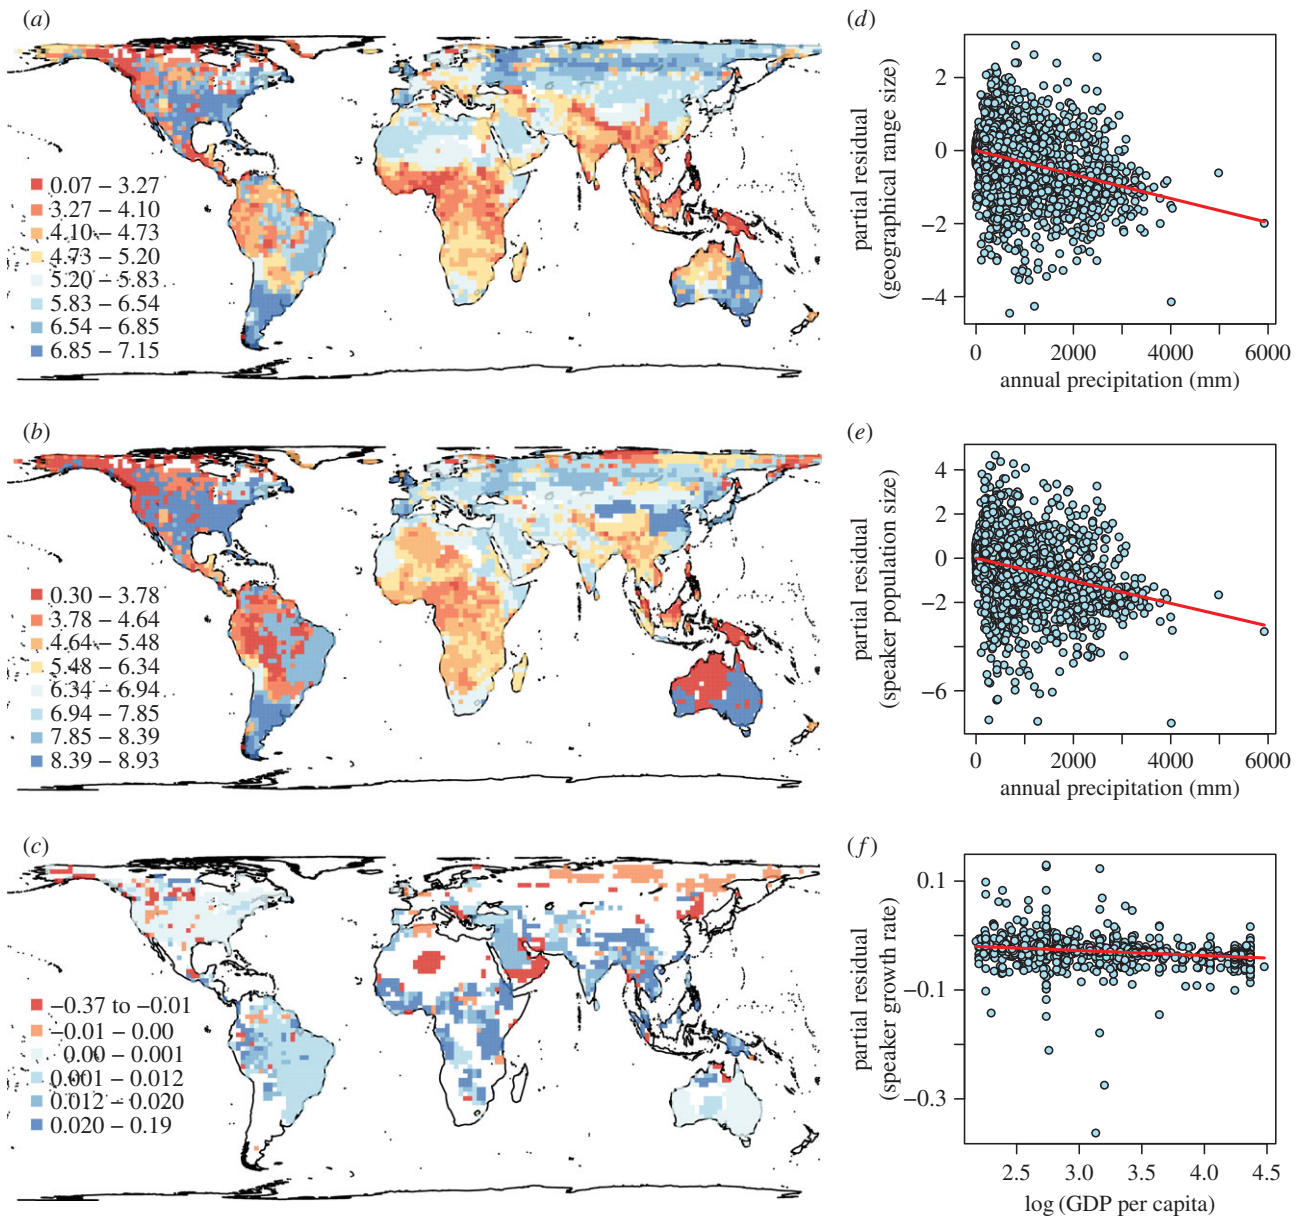 (a)
0.07 – 3.27
3.27 – 4.10
4.10 – 4.73
4.73 – 5.20
5.20 – 5.83
5.83 – 6.54
6.54 – 6.85
6.85 – 7.15
(d)
2
0
−2
−4
partial residual
(geographical range size)
0 2000 4000 6000
annual precipitation (mm)
(b)
0.30 – 3.78
3.78 – 4.64
4.64 – 5.48
5.48 – 6.34
6.34 – 6.94
6.94 – 7.85
7.85 – 8.39
8.39 – 8.93
(e)
4
2
0
−2
−6
partial residual
(speaker population size)
0 2000 4000 6000
annual precipitation (mm)
(c)
−0.37 to −0.01
−0.01 – 0.00
0.00 – 0.001
0.001 – 0.012
0.012 – 0.020
0.020 – 0.19
(f)
0.1
−0.1
−0.3
partial residual
(speaker growth rate)
2.5 3.0 3.5 4.0 4.5
log (GDP per capita)